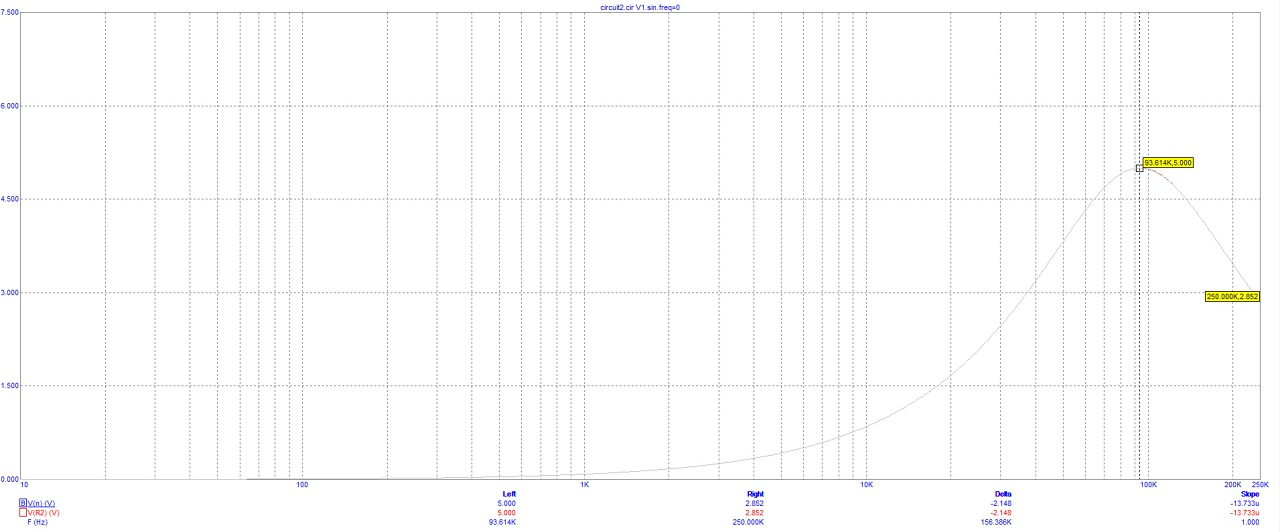 circuit2.cir V1.sin.freq=0
7.500
6.000
93.614K,5.000
4.500
3.000
250.000K,2.852
1.500
0.000
10 100 1K 10K 100K 200K 250K
Left Right Delta Slope
B V(n) (V) 5.000 2.852 -2.148 -13.733u
V(R2) (V) 5.000 2.852 -2.148 -13.733u
F (Hz) 93.614K 250.000K 156.386K 1.000